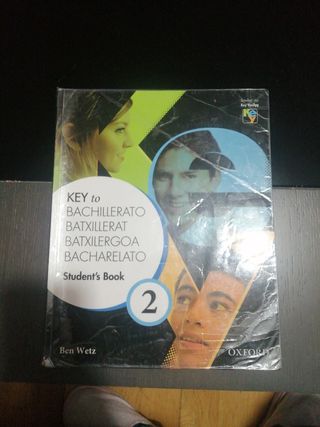 KEY to
BACHILLERATO
BATXILLERAT
BATXILERGOA
BACHARELATO
Student's Book
2
Ben Wetz
OXFORD